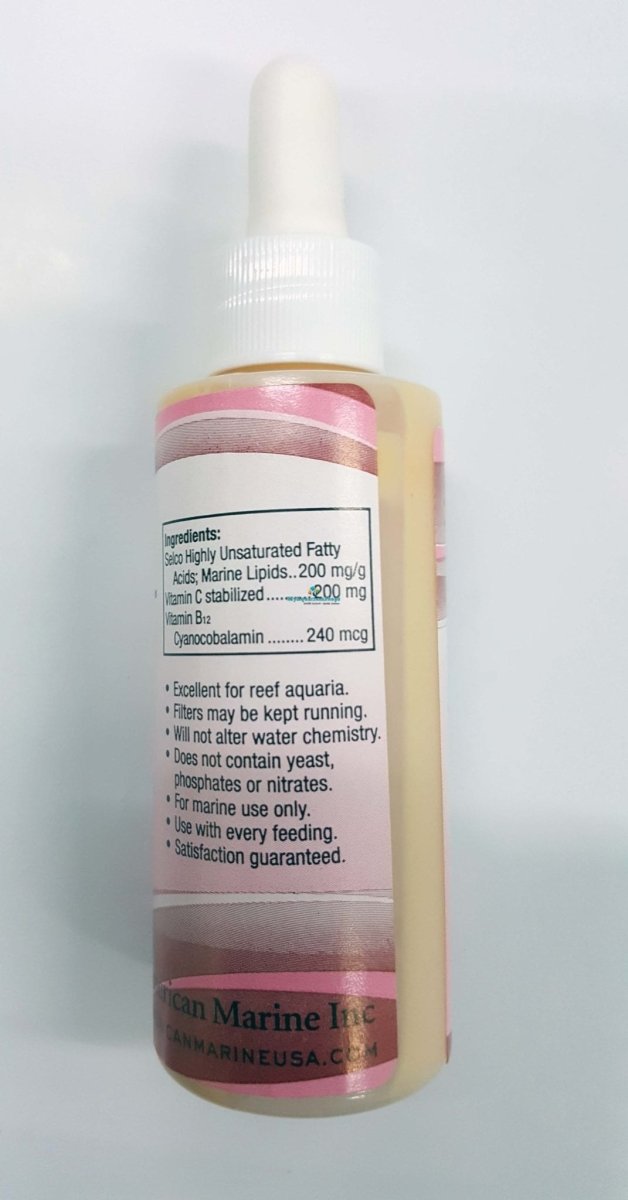 Ingredients:
Selco Highly Unsaturated Fatty
Acids; Marine Lipids..200 mg/g
Vitamin C stabilized......200 mg
Vitamin B12
Cyanocobalamin ........ 240 mcg
• Excellent for reef aquaria.
• Filters may be kept running.
• Will not alter water chemistry.
• Does not contain yeast,
phosphates or nitrates.
• For marine use only.
• Use with every feeding.
• Satisfaction guaranteed.
rican Marine Inc
CANMARINEUSA.COM